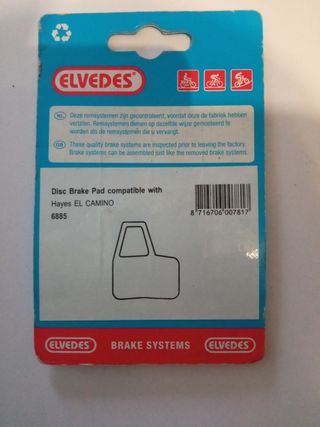 ELVEDES®
NL
Deze remsystemen zijn gecontroleerd, voordat deze de fabriek hebben
verlaten. Remsystemen dienen op dezelfde wijze gemonteerd te
worden als de remsystemen die u vervangt.
GB
These quality brake systems are inspected prior to leaving the factory.
Brake systems can be assembled just like the removed brake systems.
Disc Brake Pad compatible with
Hayes EL CAMINO
6885
8 716706 007817
ELVEDES
BRAKE SYSTEMS
ELVEDES